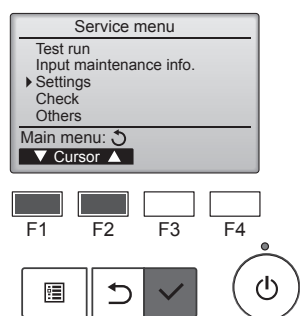 Service menu
Test run
Input maintenance info.
Settings
Check
Others
Main menu:
Cursor
F1 F2 F3 F4